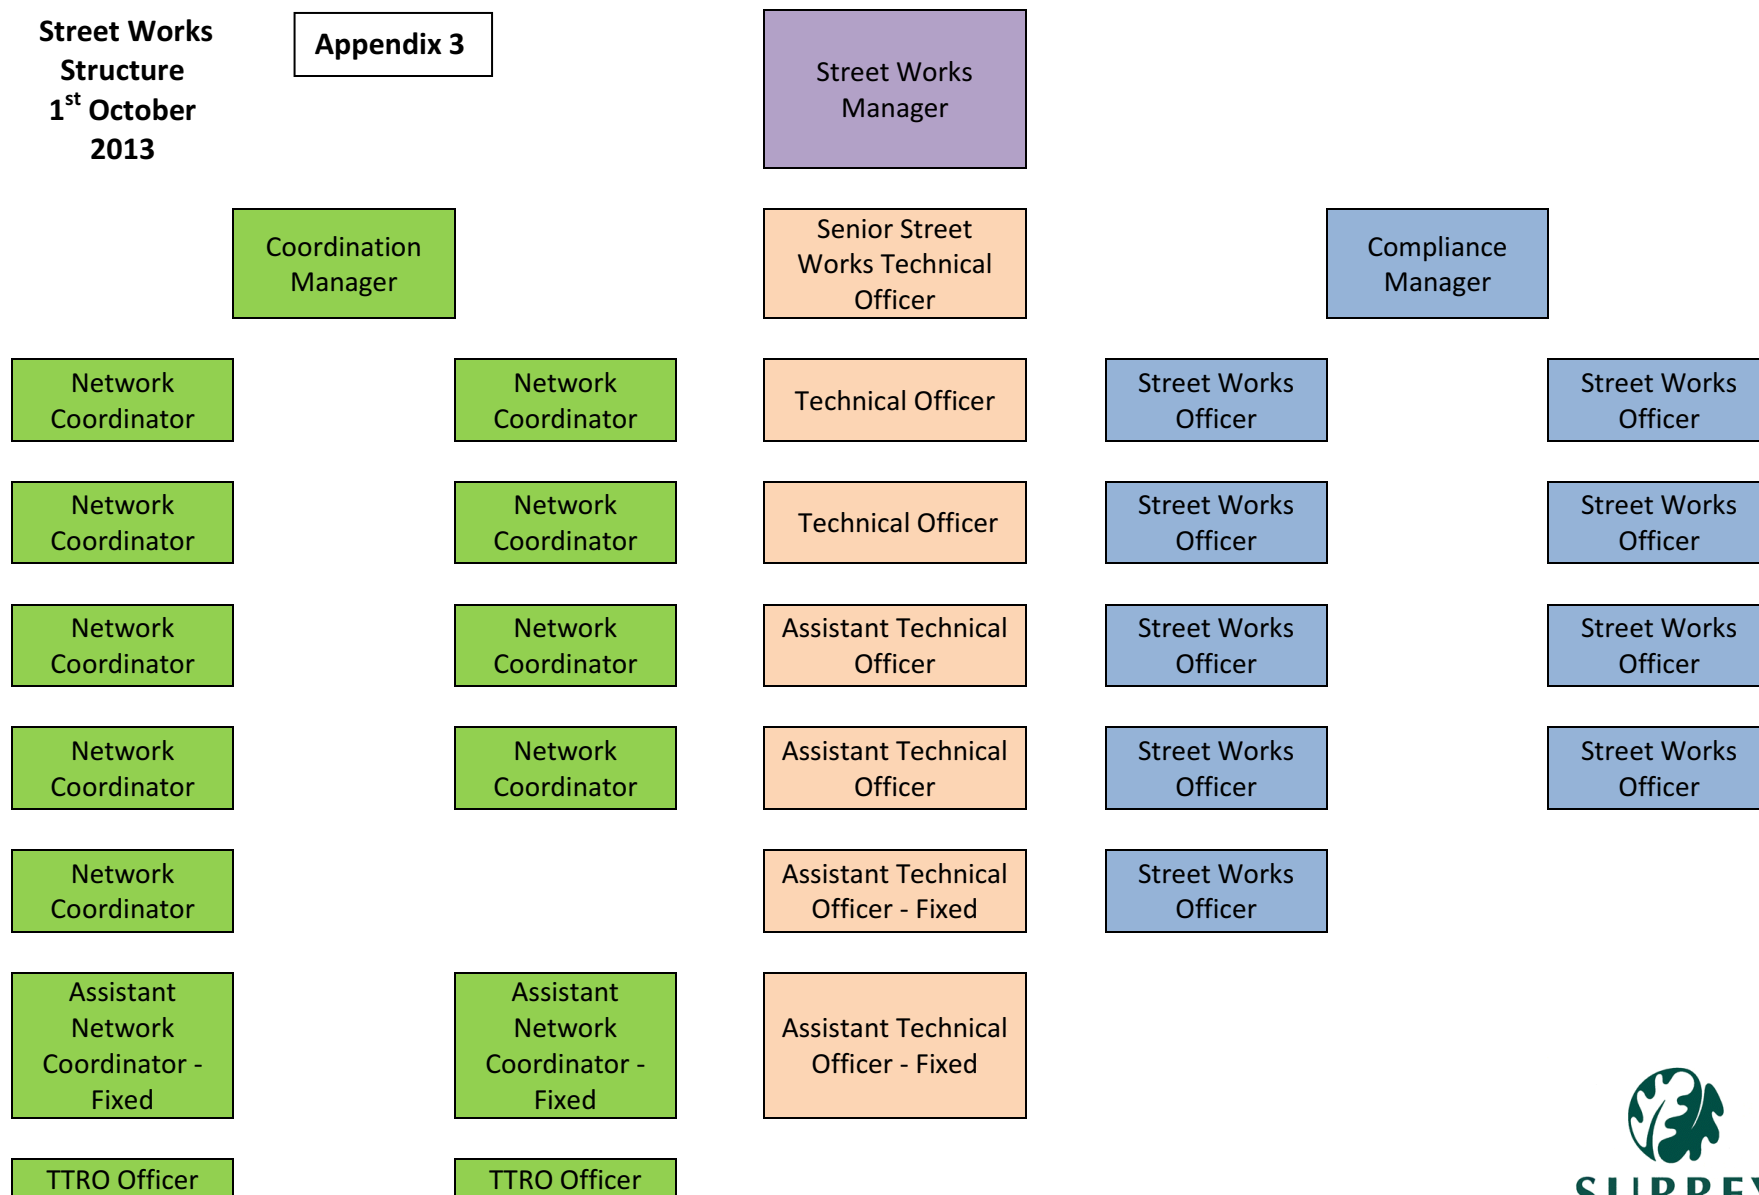 Street Works
Structure
1st October
2013
Appendix 3
Street Works
Manager
Coordination
Manager
Senior Street
Works Technical
Officer
Compliance
Manager
Network
Coordinator
Network
Coordinator
Technical Officer
Street Works
Officer
Street Works
Officer
Network
Coordinator
Network
Coordinator
Technical Officer
Street Works
Officer
Street Works
Officer
Network
Coordinator
Network
Coordinator
Assistant Technical
Officer
Street Works
Officer
Street Works
Officer
Network
Coordinator
Network
Coordinator
Assistant Technical
Officer
Street Works
Officer
Street Works
Officer
Network
Coordinator
Assistant Technical
Officer - Fixed
Street Works
Officer
Assistant
Network
Coordinator -
Fixed
Assistant
Network
Coordinator -
Fixed
Assistant Technical
Officer - Fixed
TTRO Officer
TTRO Officer
SURREY